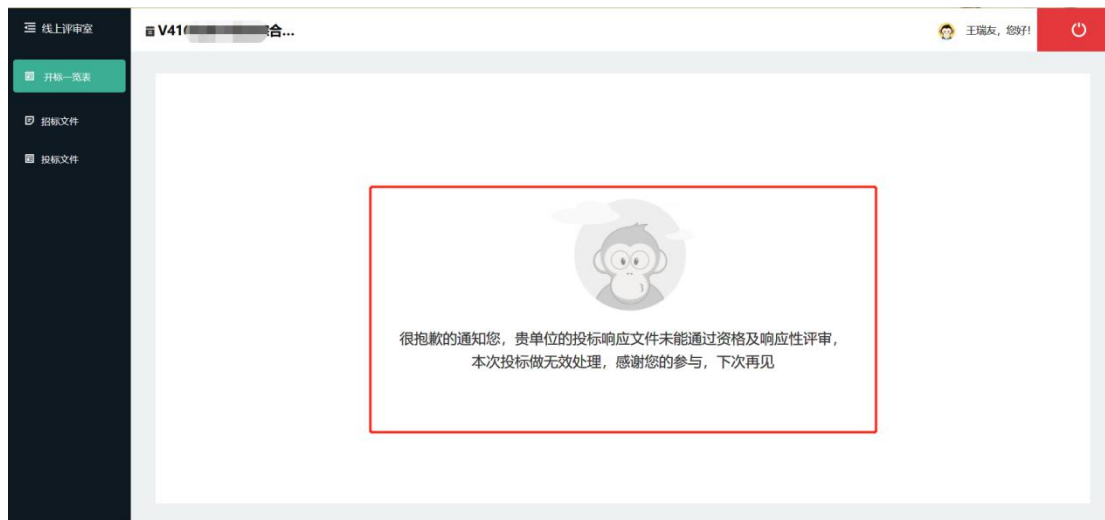 线上评审室
V41
合...
王瑞友，您好!
开标一览表
招标文件
投标文件
很抱歉的通知您，贵单位的投标响应文件未能通过资格及响应性评审，
本次投标做无效处理，感谢您的参与，下次再见